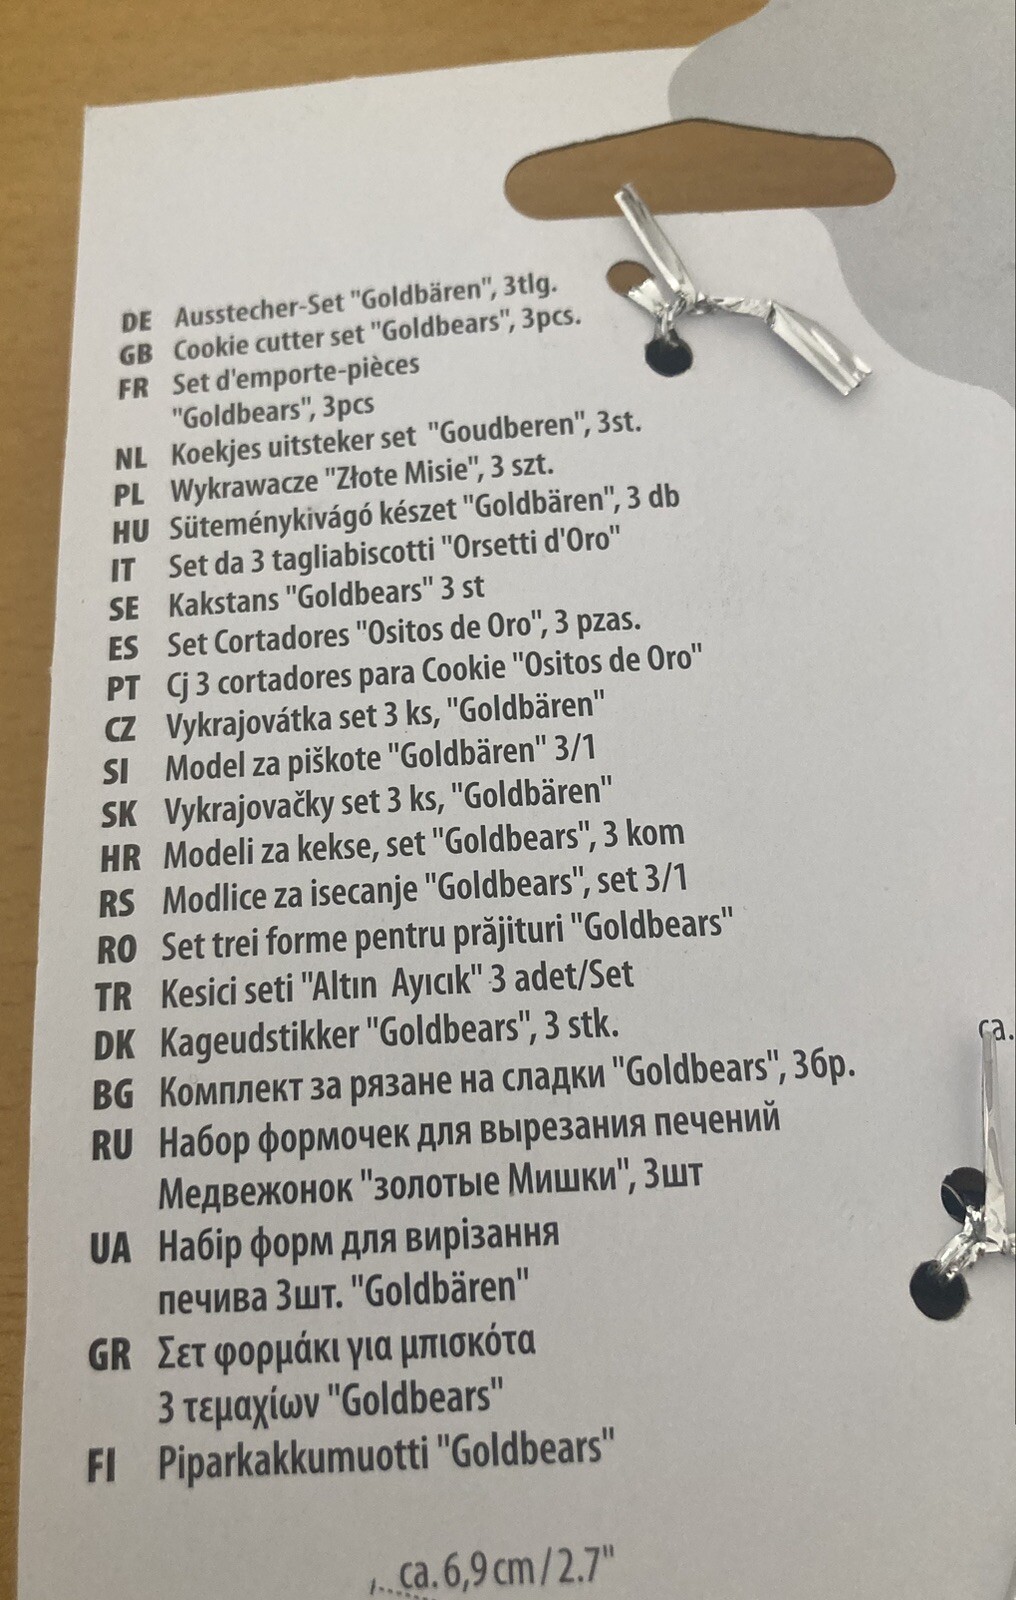 DE Ausstecher-Set "Goldbären", 3tlg.
GB Cookie cutter set "Goldbears", 3pcs.
FR Set d'emporte-pièces
"Goldbears", 3pcs
NL Koekjes uitsteker set "Goudberen", 3st.
PL Wykrawacze "Złote Misie", 3 szt.
HU Süteménykivágó készet "Goldbären", 3 db
IT Set da 3 tagliabiscotti "Orsetti d'Oro"
SE Kakstans "Goldbears" 3 st
ES Set Cortadores "Ositos de Oro", 3 pzas.
PT Cj 3 cortadores para Cookie "Ositos de Oro"
CZ Vykrajovátka set 3 ks, "Goldbären"
SI Model za piškote "Goldbären" 3/1
SK Vykrajovačky set 3 ks, "Goldbären"
HR Modeli za kekse, set "Goldbears", 3 kom
RS Modlice za isecanje "Goldbears", set 3/1
RO Set trei forme pentru prăjituri "Goldbears"
TR Kesici seti "Altın Ayıcık" 3 adet/Set
ca.
DK Kageudstikker "Goldbears", 3 stk.
BG Комплект за рязане на сладки "Goldbears", 3бр.
RU Набор формочек для вырезания печений
Медвежонок "золотые Мишки", 3шт
UA Набір форм для вирізання
печива 3шт. "Goldbären"
GR Σετ φορμάκι για μπισκότα
3 τεμαχίων "Goldbears"
FI Piparkakkumuotti "Goldbears"
ca. 6,9 cm / 2.7"